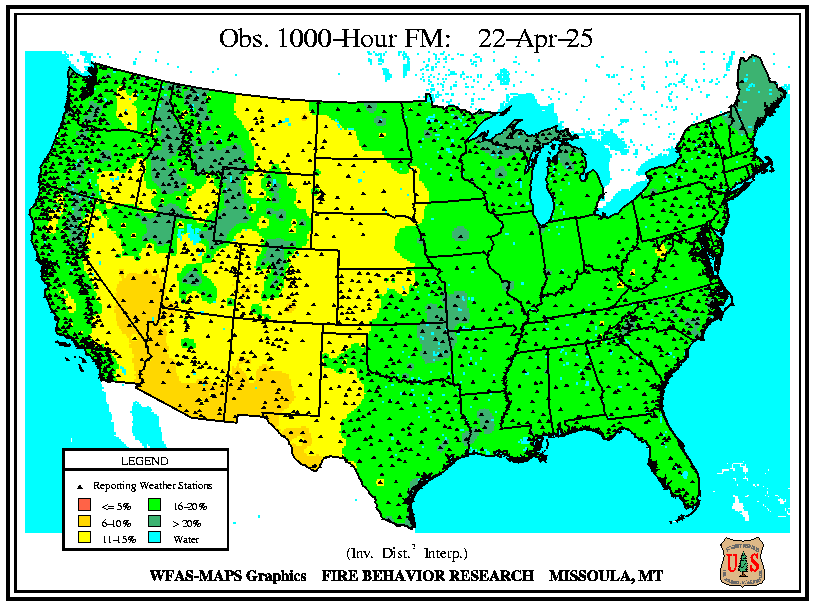 Obs. 1000-Hour FM: 22-Apr-25
LEGEND
Reporting Weather Stations
<= 5% 16-20%
6-10% > 20%
11-15% Water
(Inv. Dist.² Interp.)
WFAS-MAPS Graphics FIRE BEHAVIOR RESEARCH MISSOULA, MT
U S